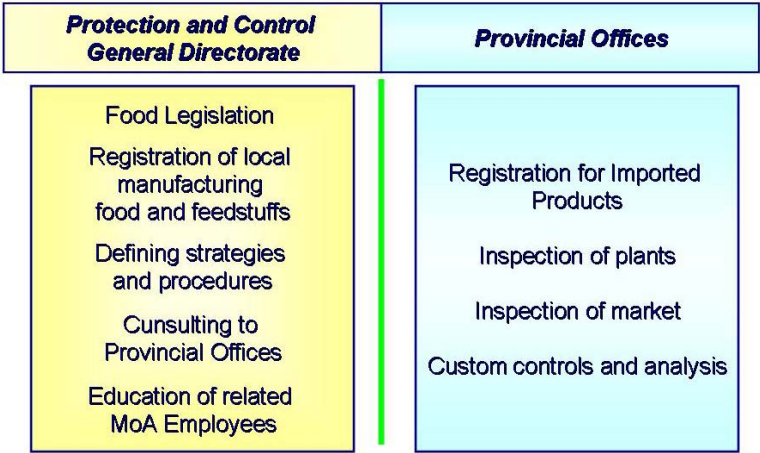 Protection and Control
General Directorate
Provincial Offices
Food Legislation
Registration of local
manufacturing
food and feedstuffs
Defining strategies
and procedures
Cunsulting to
Provincial Offices
Education of related
MoA Employees
Registration for Imported
Products
Inspection of plants
Inspection of market
Custom controls and analysis